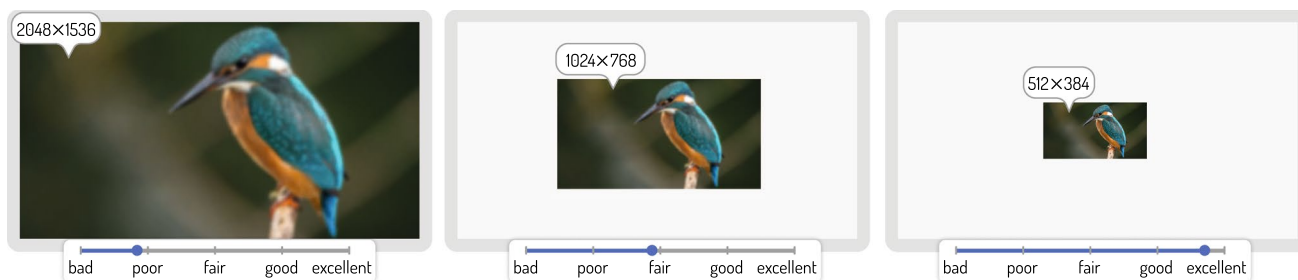 2048×1536
1024×768
512×384
bad poor fair good excellent
bad poor fair good excellent
bad poor fair good excellent